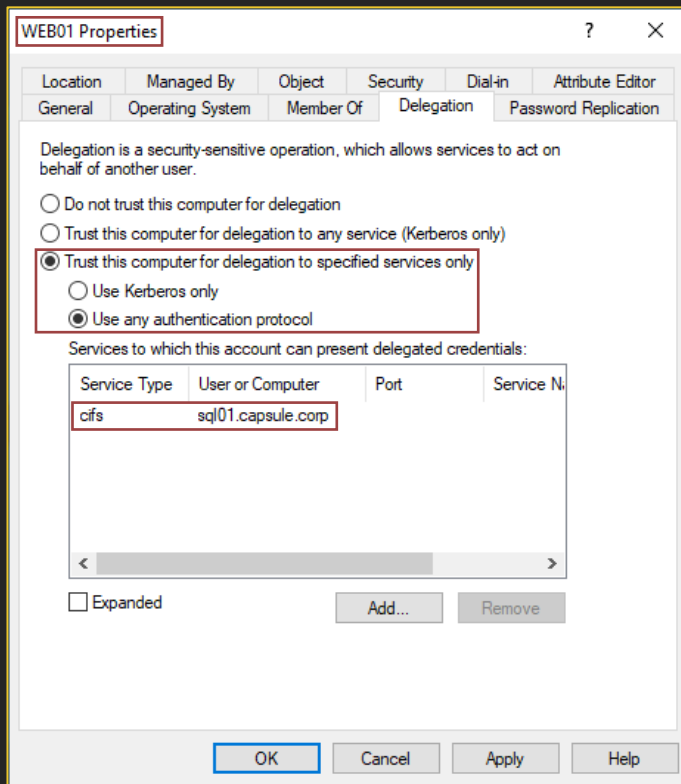 WEB01 Properties
?
Location Managed By Object Security Dial-in Attribute Editor
General Operating System Member Of Delegation Password Replication
Delegation is a security-sensitive operation, which allows services to act on
behalf of another user.
Do not trust this computer for delegation
Trust this computer for delegation to any service (Kerberos only)
Trust this computer for delegation to specified services only
Use Kerberos only
Use any authentication protocol
Services to which this account can present delegated credentials:
Service Type User or Computer Port Service Na
cifs sql01.capsule.corp
Expanded Add... Remove
OK Cancel Apply Help